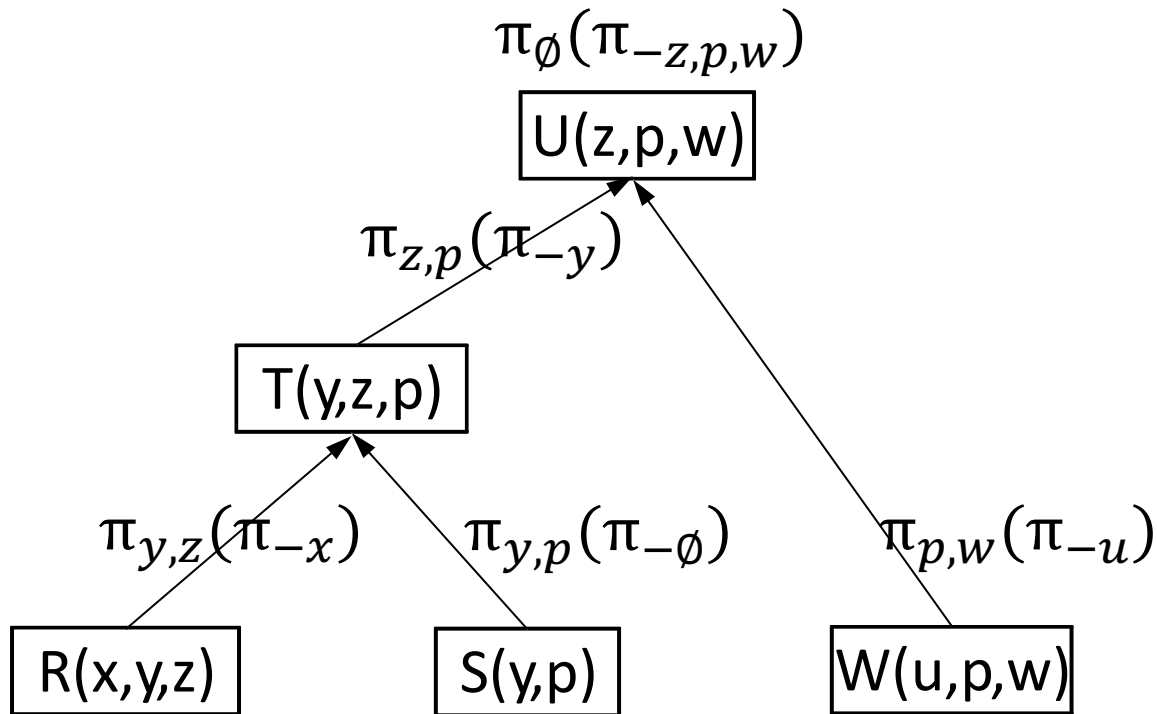 π∅(π−z,p,w)
U(z,p,w)
πz,p(π−y)
T(y,z,p)
πy,z(π−x) πy,p(π−∅) πp,w(π−u)
R(x,y,z) S(y,p) W(u,p,w)